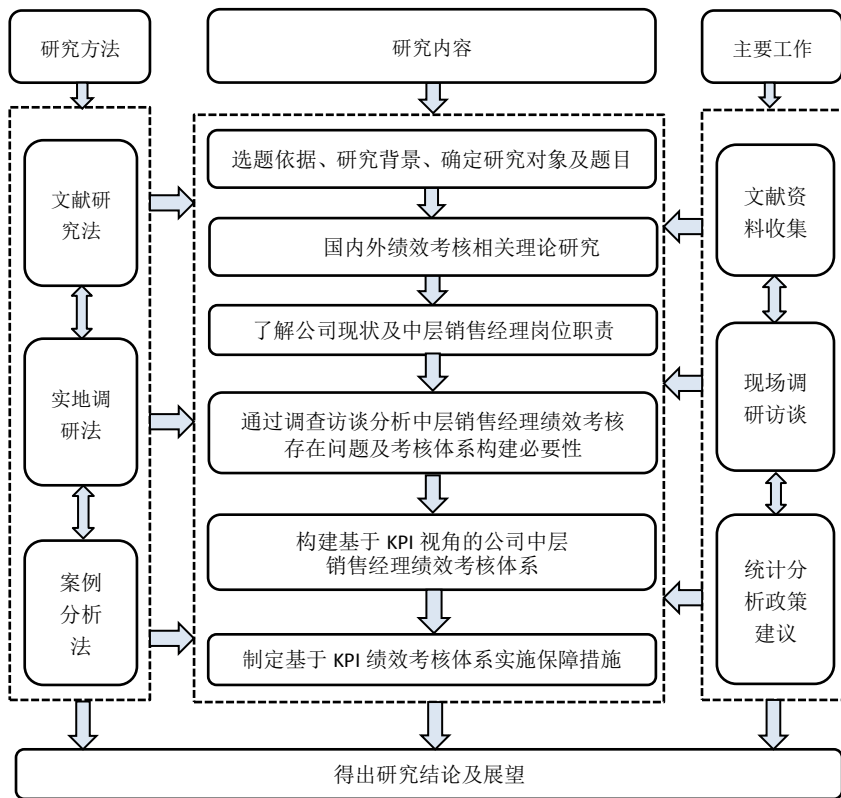 研究方法
研究内容
主要工作
选题依据、研究背景、确定研究对象及题目
文献研
究法
国内外绩效考核相关理论研究
文献资
料收集
了解公司现状及中层销售经理岗位职责
实地调
研法
通过调查访谈分析中层销售经理绩效考核
存在问题及考核体系构建必要性
现场调
研访谈
构建基于 KPI 视角的公司中层
销售经理绩效考核体系
案例
分析
法
制定基于 KPI 绩效考核体系实施保障措施
统计分
析政策
建议
得出研究结论及展望